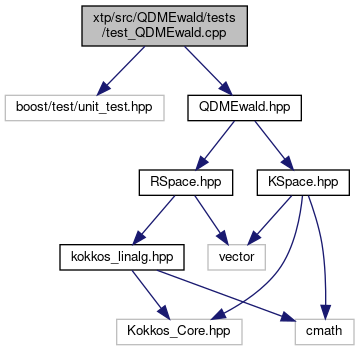 xtp/src/QDMEwald/tests
/test_QDMEwald.cpp
boost/test/unit_test.hpp
QDMEwald.hpp
RSpace.hpp
KSpace.hpp
kokkos_linalg.hpp
vector
Kokkos_Core.hpp
cmath